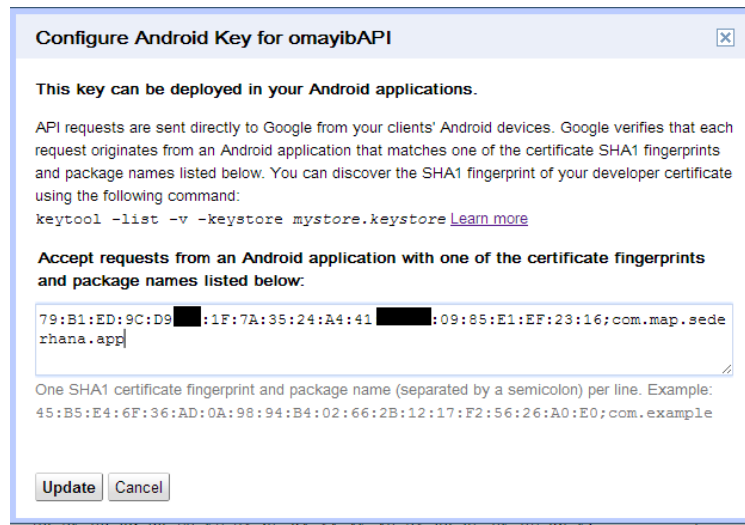 Configure Android Key for omayibAPI
This key can be deployed in your Android applications.
API requests are sent directly to Google from your clients' Android devices. Google verifies that each
request originates from an Android application that matches one of the certificate SHA1 fingerprints
and package names listed below. You can discover the SHA1 fingerprint of your developer certificate
using the following command:
keytool -list -v -keystore mystore.keystore Learn more
Accept requests from an Android application with one of the certificate fingerprints
and package names listed below:
79:B1:ED:9C:D9 :1F:7A:35:24:A4:41 :09:85:E1:EF:23:16;com.map.sede
rhana.app
One SHA1 certificate fingerprint and package name (separated by a semicolon) per line. Example:
45:B5:E4:6F:36:AD:0A:98:94:B4:02:66:2B:12:17:F2:56:26:A0:E0;com.example
Update Cancel